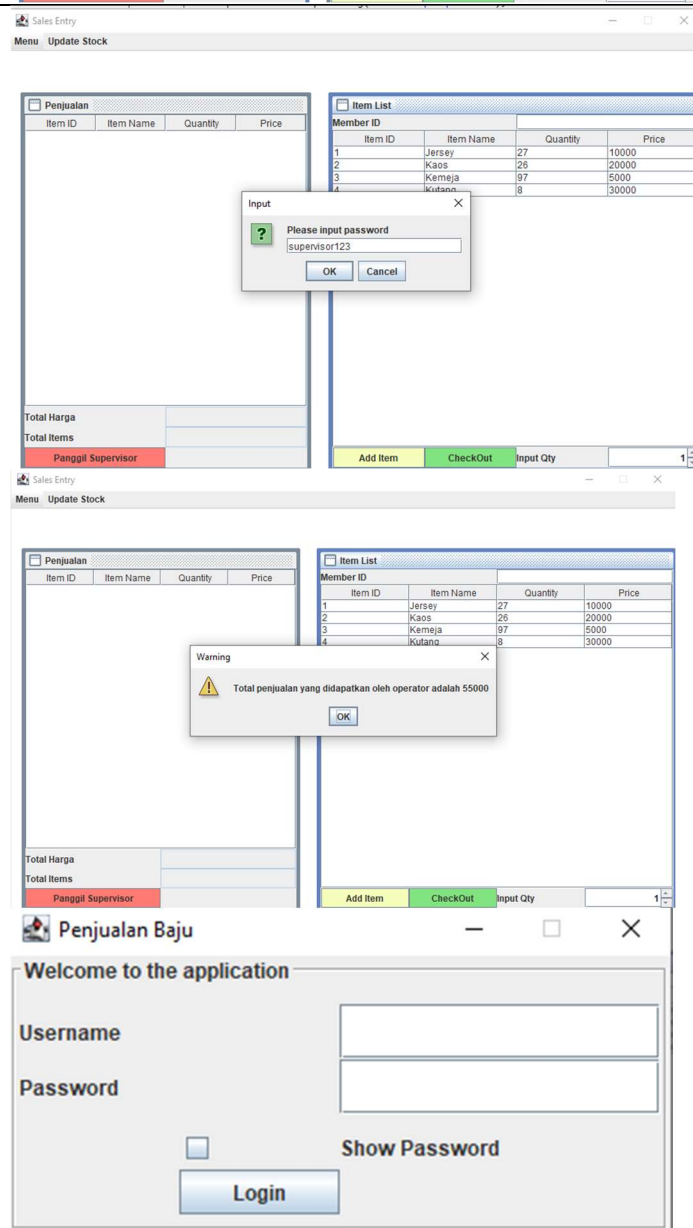 Sales Entry
Menu Update Stock
Penjualan
Item ID Item Name Quantity Price
Total Harga
Total Items
Panggil Supervisor
Item List
Member ID
Item ID Item Name Quantity Price
1 Jersey 27 10000
2 Kaos 26 20000
3 Kemeja 97 5000
4 Kutang 8 30000
Add Item CheckOut Input Qty 1
Input
Please input password
supervisor123
OK Cancel
Sales Entry
Menu Update Stock
Penjualan
Item ID Item Name Quantity Price
Total Harga
Total Items
Panggil Supervisor
Item List
Member ID
Item ID Item Name Quantity Price
1 Jersey 27 10000
2 Kaos 26 20000
3 Kemeja 97 5000
4 Kutang 8 30000
Add Item CheckOut Input Qty 1
Warning
Total penjualan yang didapatkan oleh operator adalah 55000
OK
Penjualan Baju
Welcome to the application
Username
Password
Show Password
Login